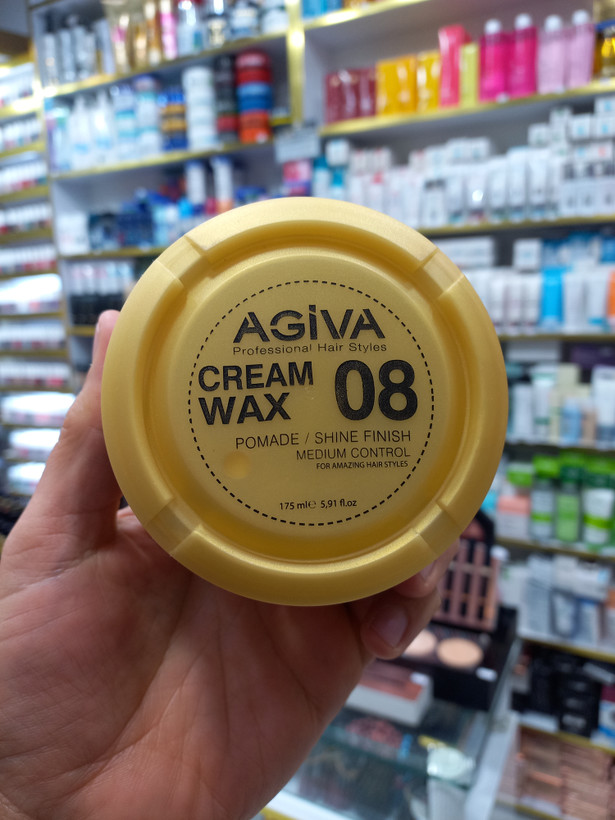 AGiVA
Professional Hair Styles
CREAM
WAX
08
POMADE / SHINE FINISH
MEDIUM CONTROL
FOR AMAZING HAIR STYLES
175 ml℮ 5,91 fl.oz